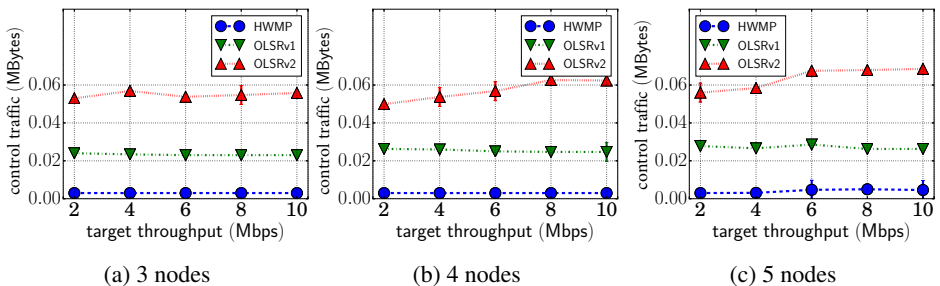 HWMP
OLSRv1
OLSRv2
control traffic (MBytes)
0.06
0.04
0.02
0.00
2 4 6 8 10
target throughput (Mbps)
(a) 3 nodes
HWMP
OLSRv1
OLSRv2
control traffic (MBytes)
0.06
0.04
0.02
0.00
2 4 6 8 10
target throughput (Mbps)
(b) 4 nodes
HWMP
OLSRv1
OLSRv2
control traffic (MBytes)
0.06
0.04
0.02
0.00
2 4 6 8 10
target throughput (Mbps)
(c) 5 nodes